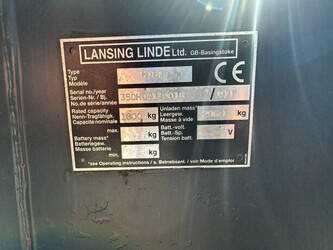 LANSING LINDE Ltd. GB-Basingstoke
Type
Typ
Modèle
CE
Serial no./year
Serien-Nr. / Bj.
No. de série/année
Rated capacity
Nenn-Tragfähigk.
Capacité nominale
kg
Unladen mass*
Leergew.
Masse à vide
kg
max.
Battery mass*
Batteriegew.
Masse batterie
min.
kg
kg
Batt.-volt.
Batt.-Sp.
Tension batt.
V
*see Operating instructions / s. Betriebsanl. / voir Mode d'emploi